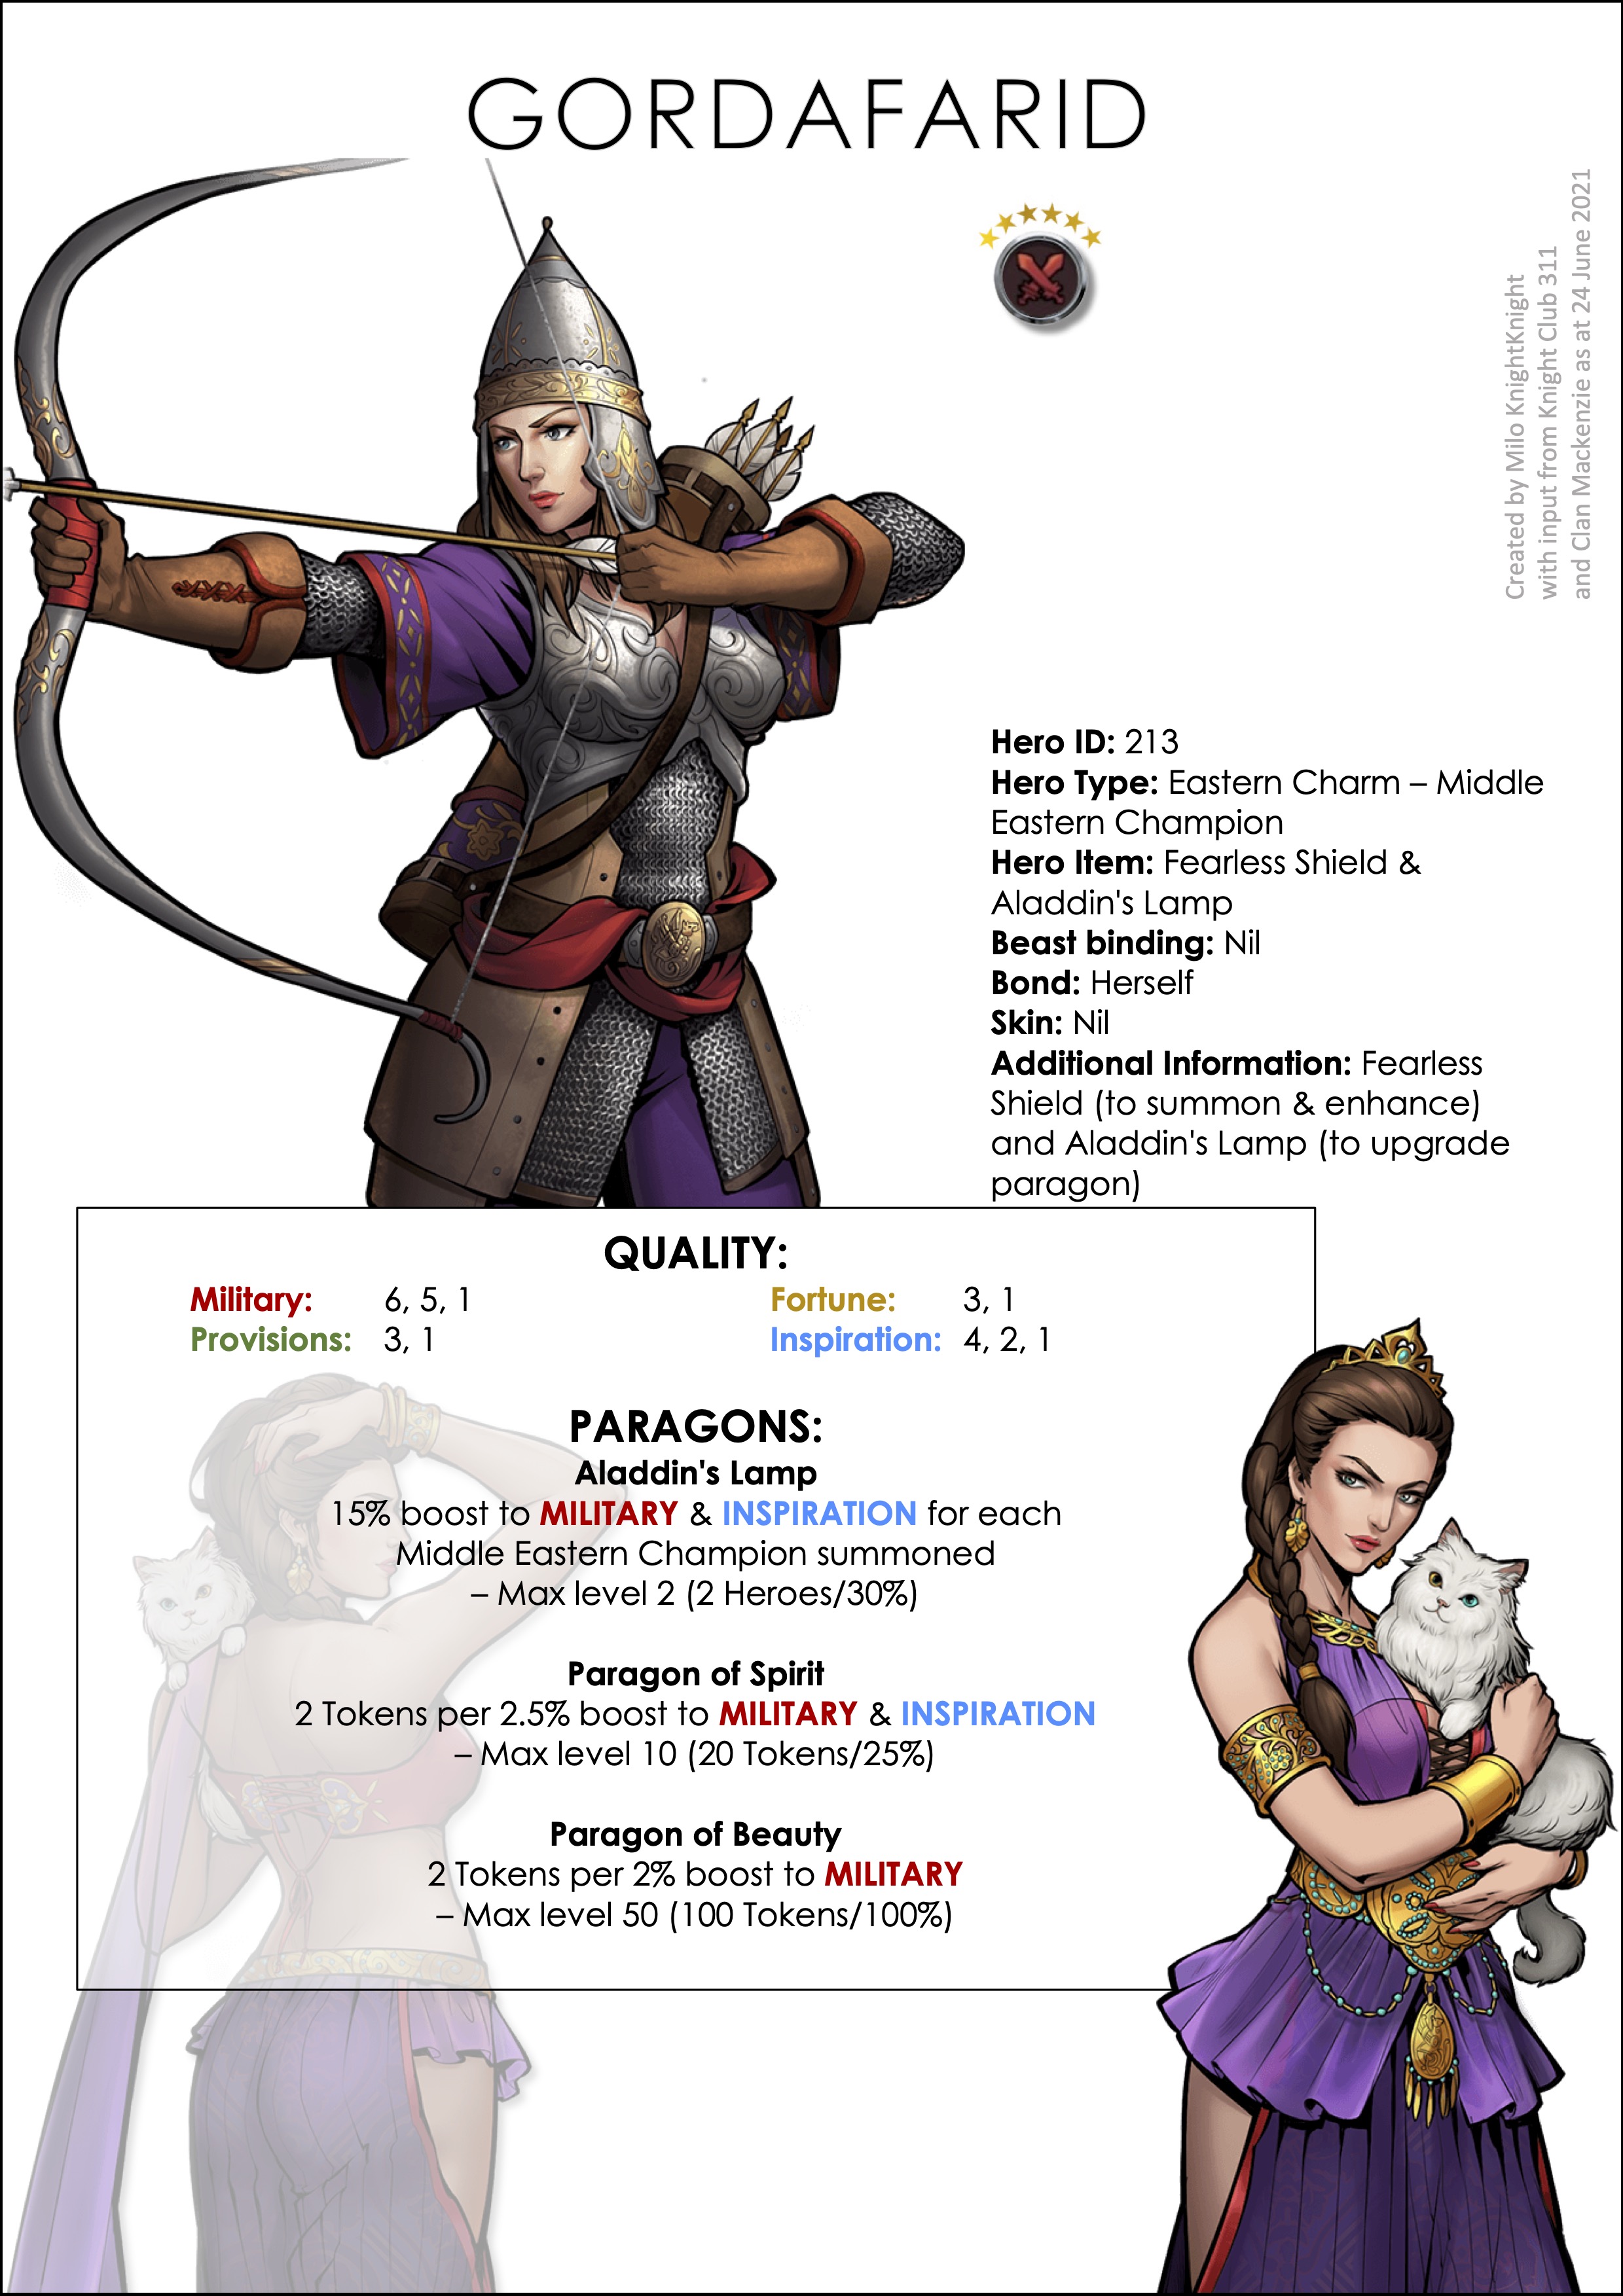 GORDAFARID
Created by Milo KnightKnight
with input from Knight Club 311
and Clan Mackenzie as at 24 June 2021
Hero ID: 213
Hero Type: Eastern Charm – Middle
Eastern Champion
Hero Item: Fearless Shield &
Aladdin's Lamp
Beast binding: Nil
Bond: Herself
Skin: Nil
Additional Information: Fearless
Shield (to summon & enhance)
and Aladdin's Lamp (to upgrade
paragon)
QUALITY:
Military: 6, 5, 1 Fortune: 3, 1
Provisions: 3, 1 Inspiration: 4, 2, 1
PARAGONS:
Aladdin's Lamp
15% boost to MILITARY & INSPIRATION for each
Middle Eastern Champion summoned
– Max level 2 (2 Heroes/30%)
Paragon of Spirit
2 Tokens per 2.5% boost to MILITARY & INSPIRATION
– Max level 10 (20 Tokens/25%)
Paragon of Beauty
2 Tokens per 2% boost to MILITARY
– Max level 50 (100 Tokens/100%)